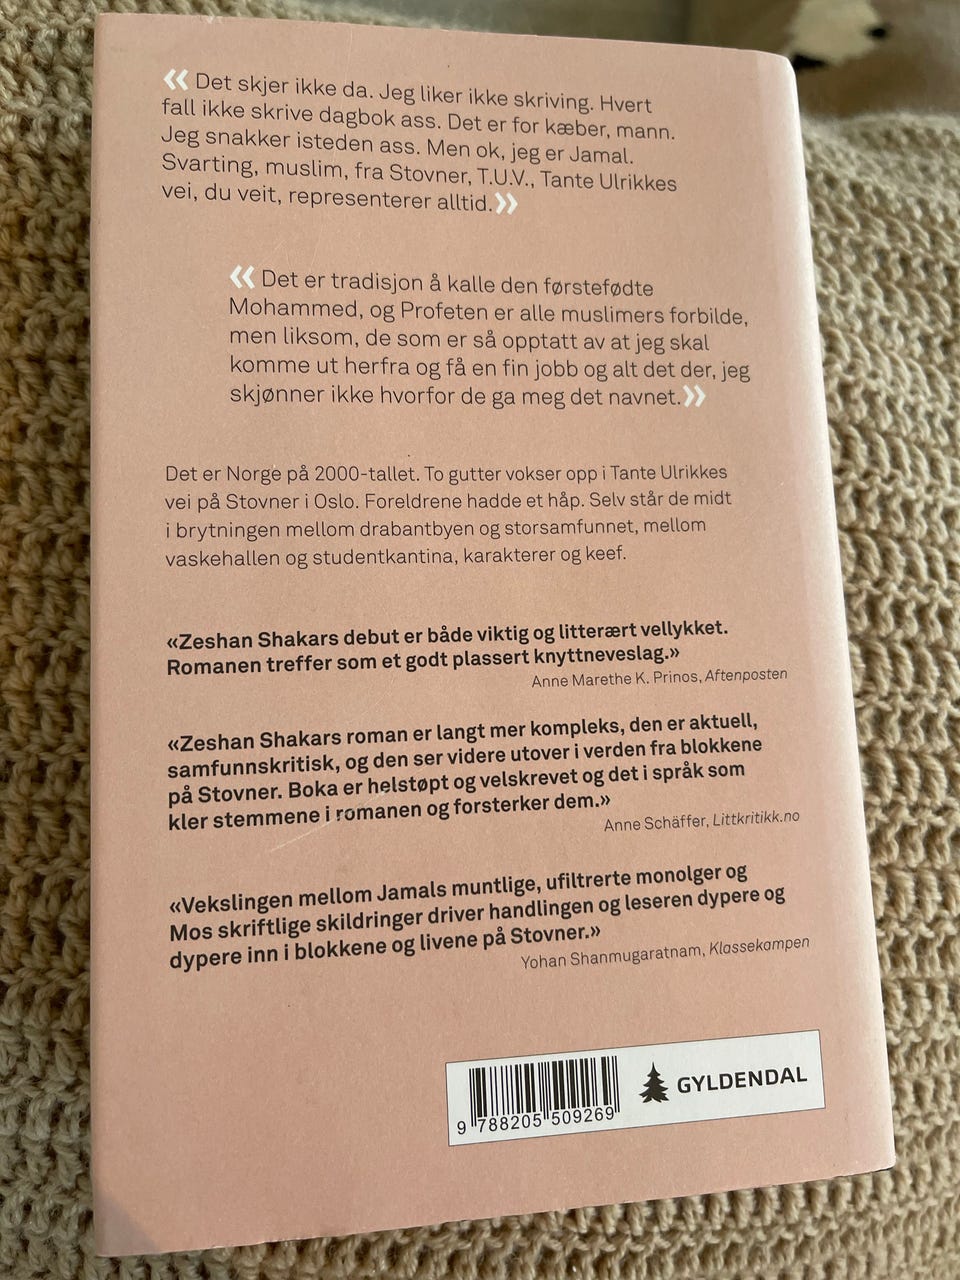 « Det skjer ikke da. Jeg liker ikke skriving. Hvert
fall ikke skrive dagbok ass. Det er for kæber, mann.
Jeg snakker isteden ass. Men ok, jeg er Jamal.
Svarting, muslim, fra Stovner, T.U.V., Tante Ulrikkes
vei, du veit, representerer alltid.»
« Det er tradisjon å kalle den førstefødte
Mohammed, og Profeten er alle muslimers forbilde,
men liksom, de som er så opptatt av at jeg skal
komme ut herfra og få en fin jobb og alt det der, jeg
skjønner ikke hvorfor de ga meg det navnet.»
Det er Norge på 2000-tallet. To gutter vokser opp i Tante Ulrikkes
vei på Stovner i Oslo. Foreldrene hadde et håp. Selv står de midt
i brytningen mellom drabantbyen og storsamfunnet, mellom
vaskehallen og studentkantina, karakterer og keef.
«Zeshan Shakars debut er både viktig og litterært vellykket.
Romanen treffer som et godt plassert knyttneveslag.»
Anne Marethe K. Prinos, Aftenposten
«Zeshan Shakars roman er langt mer kompleks, den er aktuell,
samfunnskritisk, og den ser videre utover i verden fra blokkene
på Stovner. Boka er helstøpt og velskrevet og det i språk som
kler stemmene i romanen og forsterker dem.»
Anne Schäffer, Littkritikk.no
«Vekslingen mellom Jamals muntlige, ufiltrerte monolger og
Mos skriftlige skildringer driver handlingen og leseren dypere og
dypere inn i blokkene og livene på Stovner.»
Yohan Shanmugaratnam, Klassekampen
GYLDENDAL
9 788205 509269